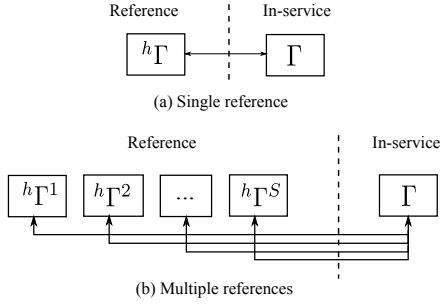 Reference In-service
ʰΓ Γ
(a) Single reference
Reference In-service
ʰΓ¹ ʰΓ² ... ʰΓˢ Γ
(b) Multiple references